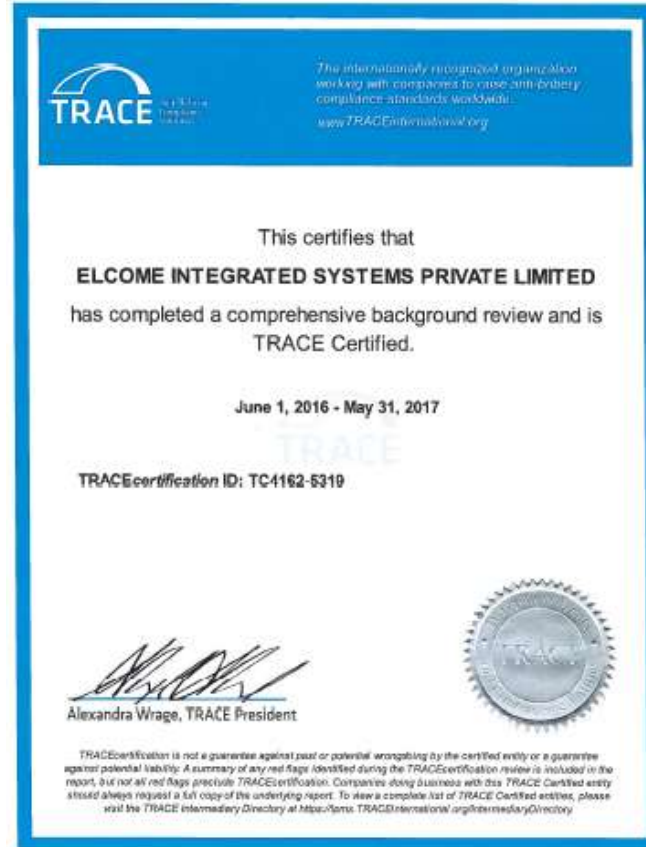 TRACE
The internationally recognized organization
working with companies to raise anti-bribery
compliance standards worldwide.
www.TRACEinternational.org
This certifies that
ELCOME INTEGRATED SYSTEMS PRIVATE LIMITED
has completed a comprehensive background review and is
TRACE Certified.
June 1, 2016 - May 31, 2017
TRACE
TRACEcertification ID: TC4162-5319
TRACE
Alexandra Wrage, TRACE President
TRACEcertification is not a guarantee against past or potential wrongdoing by the certified entity or a guarantee
against potential liability. A summary of any red flags identified during the TRACEcertification review is included in the
report, but not all red flags preclude TRACEcertification. Companies doing business with this TRACE Certified entity
should always request a full copy of the underlying report. To view a complete list of TRACE Certified entities, please
visit the TRACE Intermediary Directory at https://tpms.TRACEinternational.org/IntermediaryDirectory